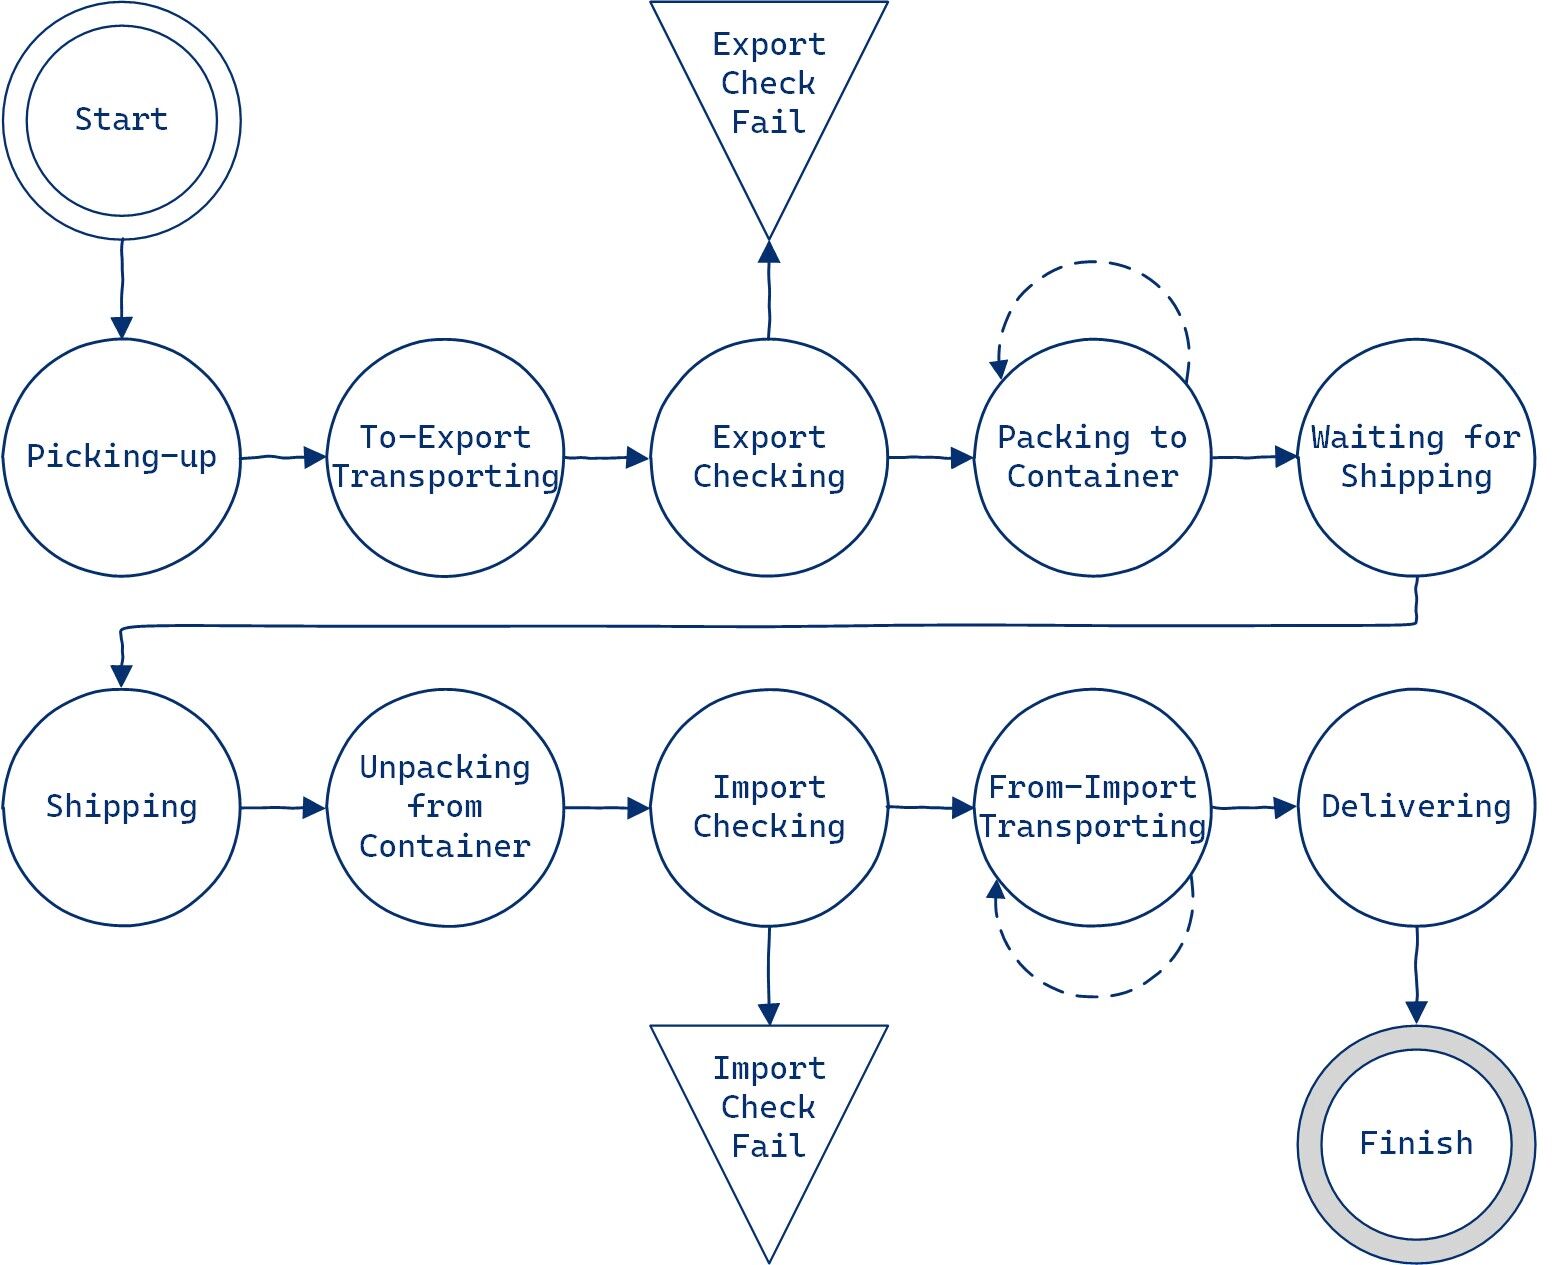 Start
Export
Check
Fail
Picking-up
To-Export
Transporting
Export
Checking
Packing to
Container
Waiting for
Shipping
Shipping
Unpacking
from
Container
Import
Checking
From-Import
Transporting
Delivering
Import
Check
Fail
Finish